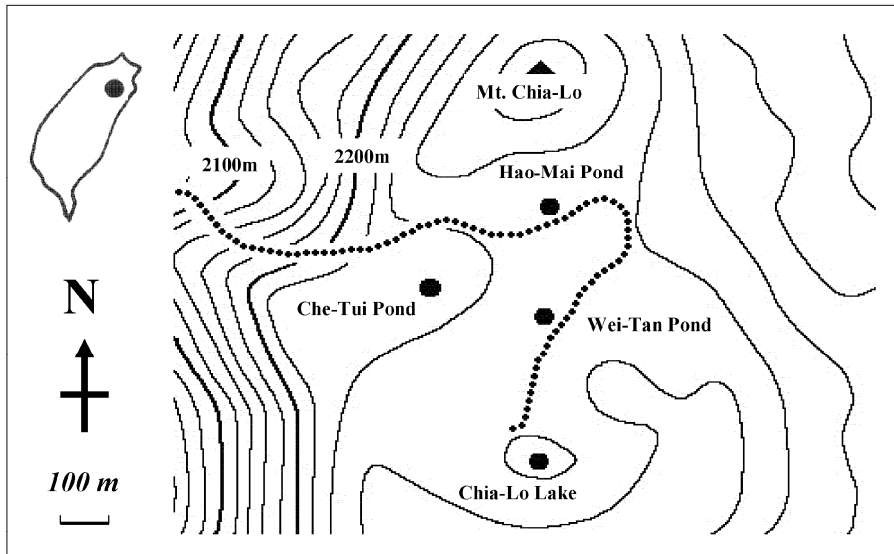 Mt. Chia-Lo
2100m
2200m
Hao-Mai Pond
Che-Tui Pond
Wei-Tan Pond
N
100 m
Chia-Lo Lake